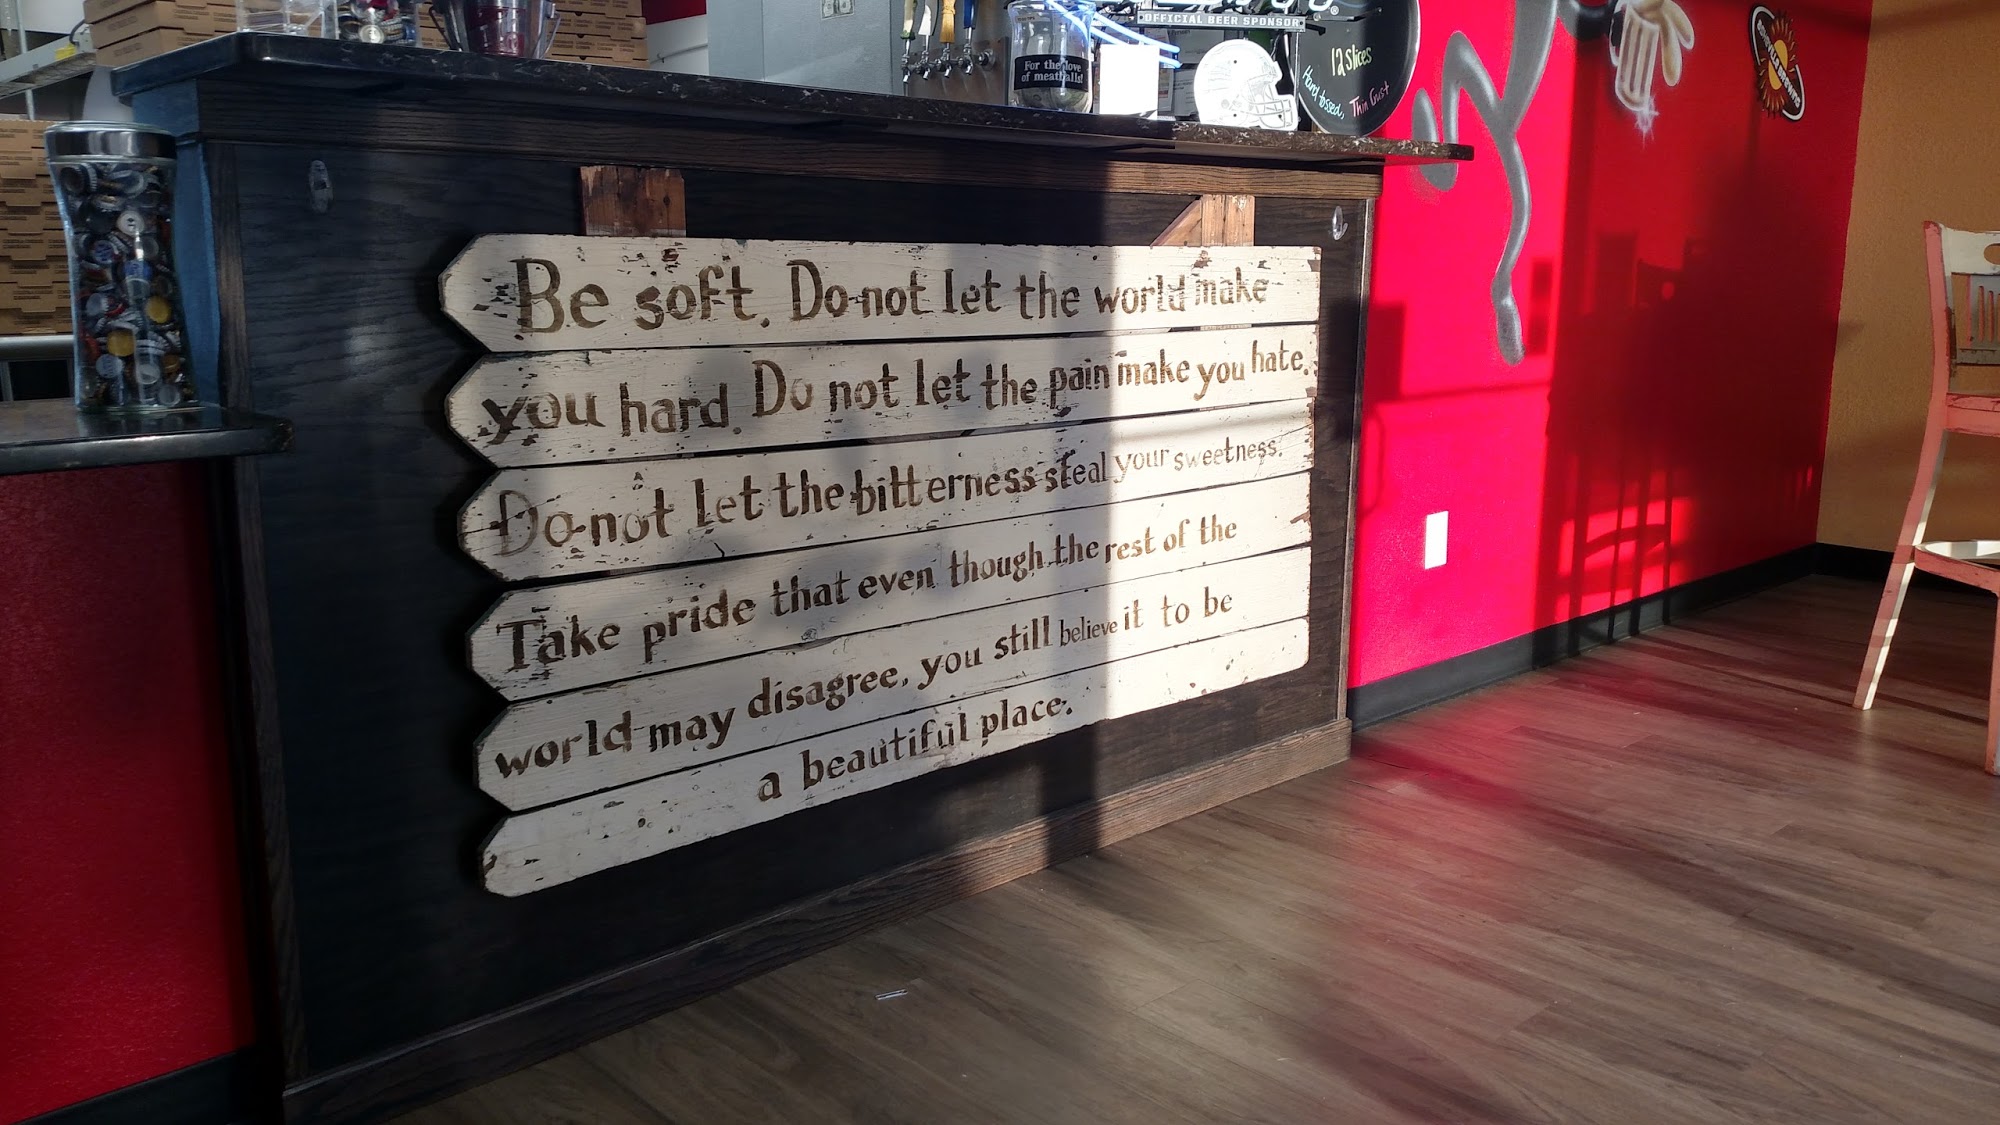 OFFICIAL BEER SPONSOR
For the love
of meatballs!
12 Slices
Hand tossed, Thin Crust
Be soft. Do not let the world make
you hard. Do not let the pain make you hate.
Do not let the bitterness steal your sweetness.
Take pride that even though the rest of the
world may disagree, you still believe it to be
a beautiful place.